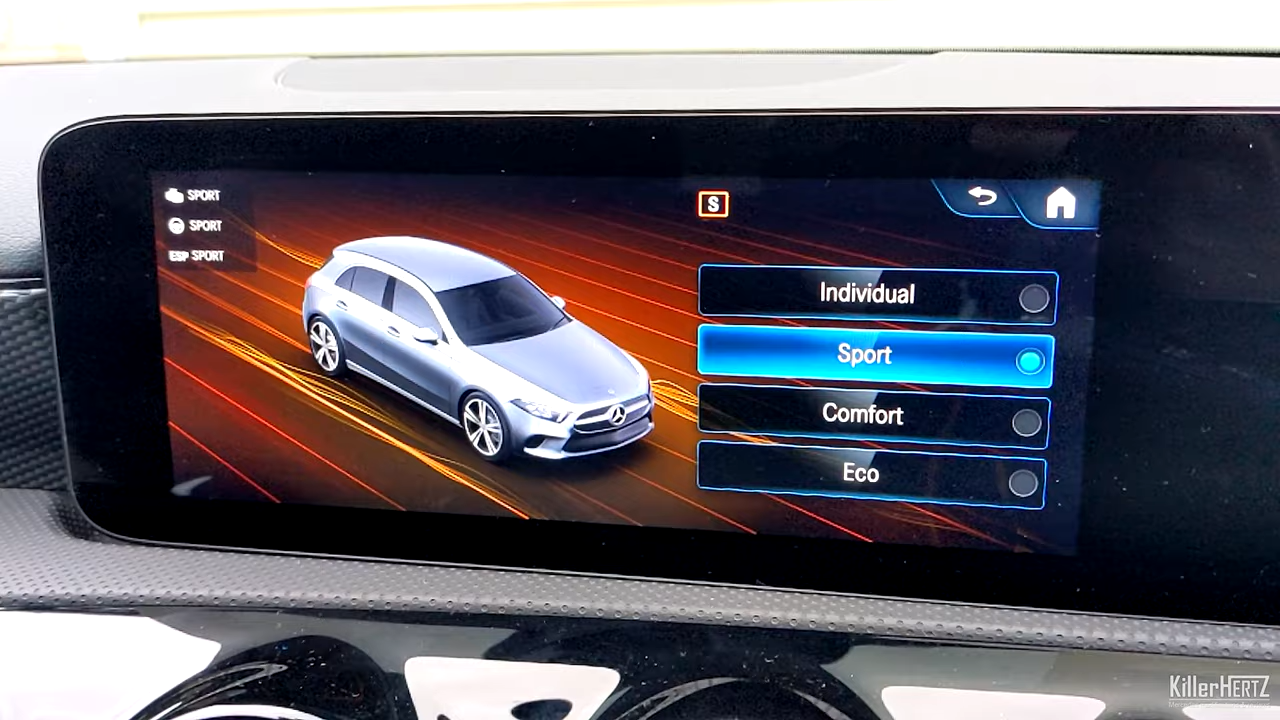 SPORT
SPORT
ESP SPORT
S
Individual
Sport
Comfort
Eco
KillerHERTZ